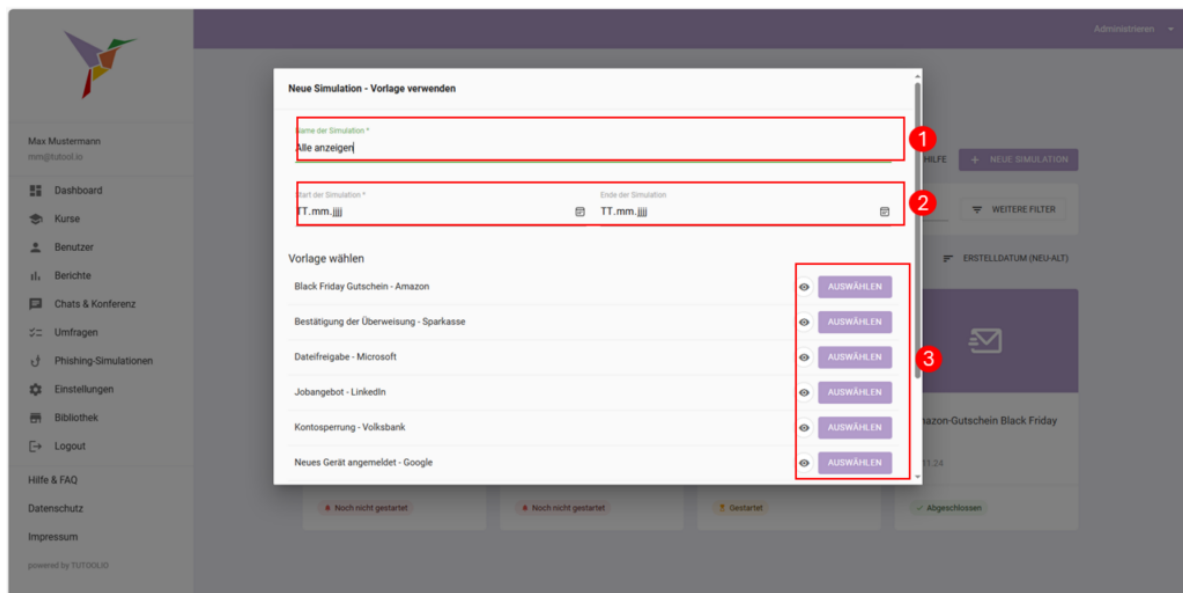 Administrieren
Neue Simulation - Vorlage verwenden
Name der Simulation *
Alle anzeigen
1
Start der Simulation *
Ende der Simulation
TT.mm.jjjj
TT.mm.jjjj
2
Vorlage wählen
Black Friday Gutschein - Amazon
AUSWÄHLEN
Bestätigung der Überweisung - Sparkasse
AUSWÄHLEN
Dateifreigabe - Microsoft
AUSWÄHLEN
3
Jobangebot - LinkedIn
AUSWÄHLEN
Kontosperrung - Volksbank
AUSWÄHLEN
Neues Gerät angemeldet - Google
AUSWÄHLEN
Max Mustermann
mm@tutool.io
Dashboard
Kurse
Benutzer
Berichte
Chats & Konferenz
Umfragen
Phishing-Simulationen
Einstellungen
Bibliothek
Logout
Hilfe & FAQ
Datenschutz
Impressum
powered by TUTOOLIO
HILFE
+ NEUE SIMULATION
WEITERE FILTER
ERSTELLDATUM (NEU-ALT)
Black Friday
11.24
Noch nicht gestartet
Noch nicht gestartet
Gestartet
Abgeschlossen